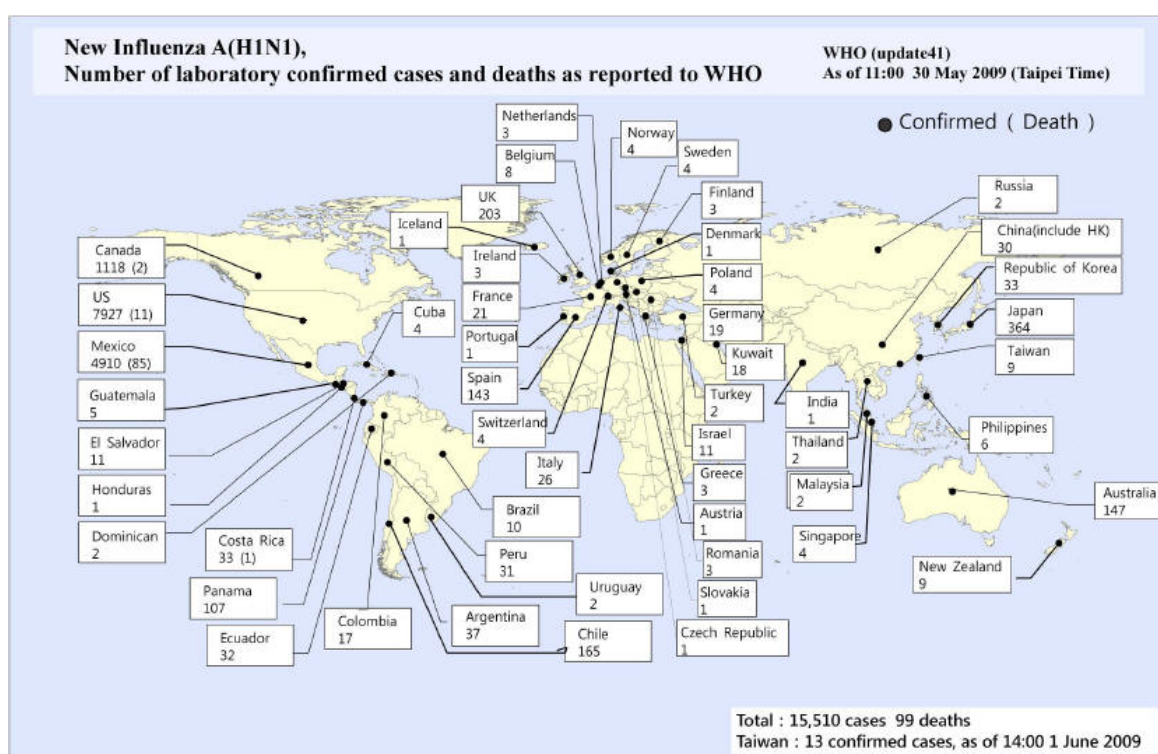 New Influenza A(H1N1),
Number of laboratory confirmed cases and deaths as reported to WHO
WHO (update41)
As of 11:00 30 May 2009 (Taipei Time)
Confirmed ( Death )
Netherlands
3
Belgium
8
UK
203
Iceland
1
Ireland
3
France
21
Portugal
1
Spain
143
Switzerland
4
Italy
26
Norway
4
Sweden
4
Finland
3
Denmark
1
Poland
4
Germany
19
Kuwait
18
Turkey
2
Israel
11
Greece
3
Austria
1
Romania
3
Slovakia
1
Czech Republic
1
Russia
2
China(include HK)
30
Republic of Korea
33
Japan
364
Taiwan
9
India
1
Thailand
2
Malaysia
2
Singapore
4
Philippines
6
Australia
147
New Zealand
9
Canada
1118 (2)
US
7927 (11)
Mexico
4910 (85)
Cuba
4
Guatemala
5
El Salvador
11
Honduras
1
Dominican
2
Costa Rica
33 (1)
Panama
107
Ecuador
32
Colombia
17
Brazil
10
Peru
31
Uruguay
2
Argentina
37
Chile
165
Total : 15,510 cases 99 deaths
Taiwan : 13 confirmed cases, as of 14:00 1 June 2009